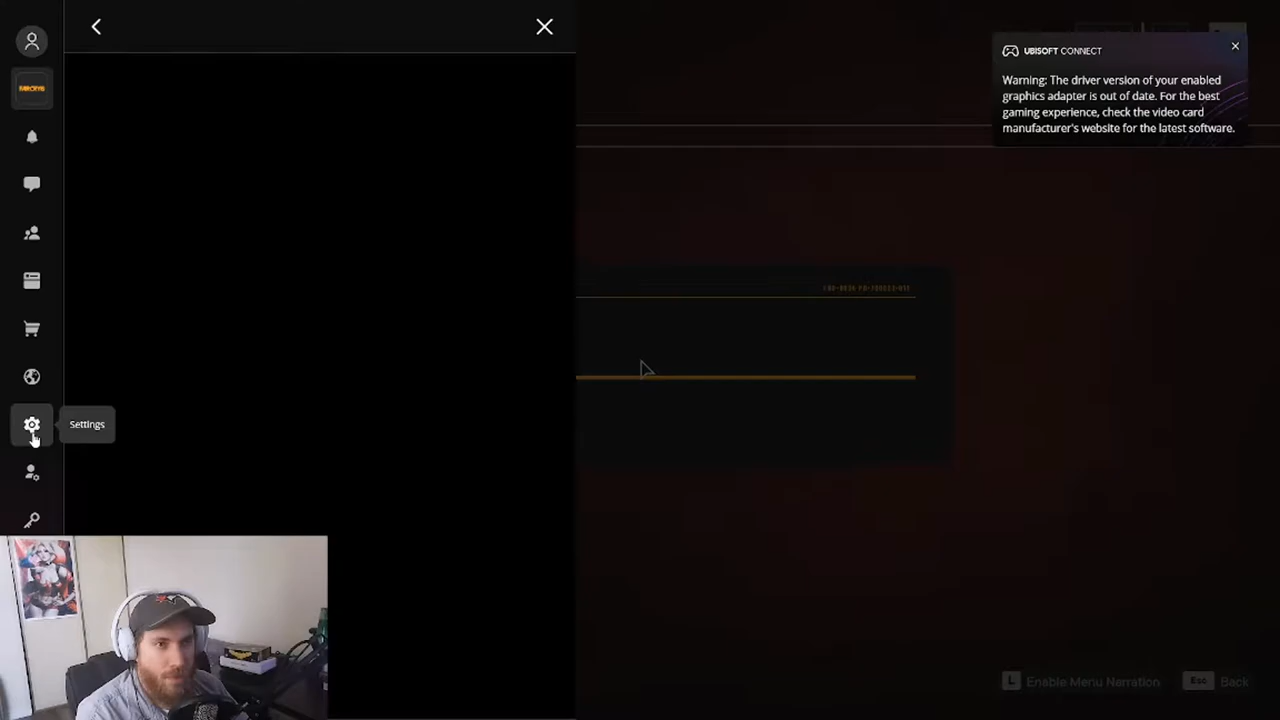 UBISOFT CONNECT
Warning: The driver version of your enabled
graphics adapter is out of date. For the best
gaming experience, check the video card
manufacturer's website for the latest software.
Settings
L Enable Menu Narration
Esc Back